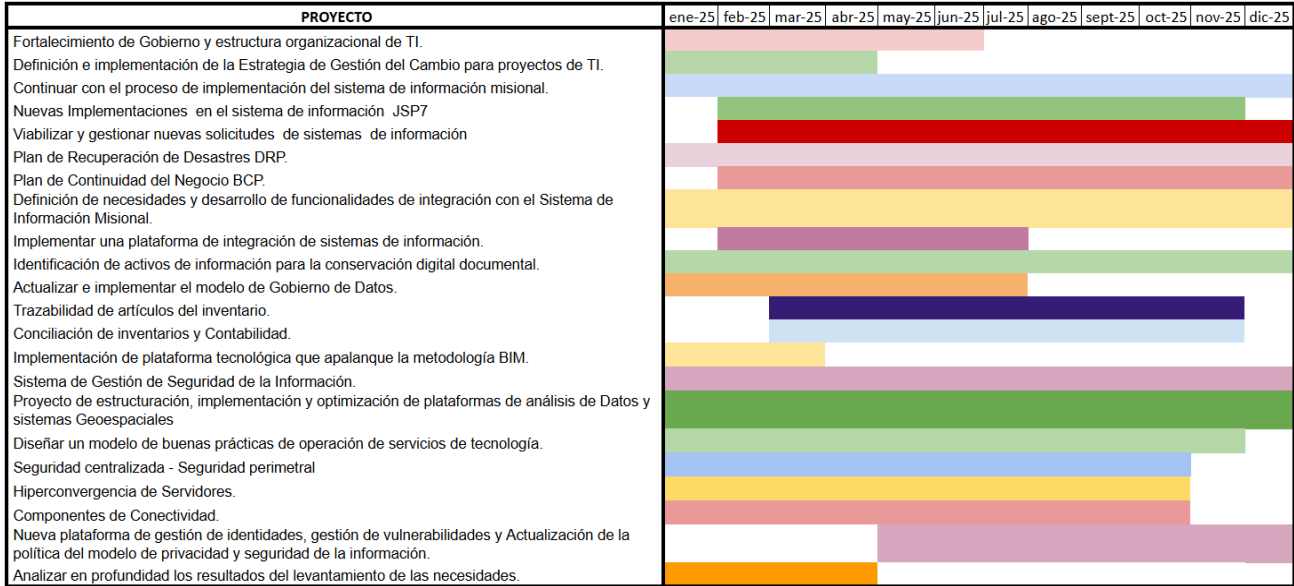 PROYECTO ene-25 feb-25 mar-25 abr-25 may-25 jun-25 jul-25 ago-25 sept-25 oct-25 nov-25 dic-25
Fortalecimiento de Gobierno y estructura organizacional de TI.
Definición e implementación de la Estrategia de Gestión del Cambio para proyectos de TI.
Continuar con el proceso de implementación del sistema de información misional.
Nuevas Implementaciones en el sistema de información JSP7
Viabilizar y gestionar nuevas solicitudes de sistemas de información
Plan de Recuperación de Desastres DRP.
Plan de Continuidad del Negocio BCP.
Definición de necesidades y desarrollo de funcionalidades de integración con el Sistema de
Información Misional.
Implementar una plataforma de integración de sistemas de información.
Identificación de activos de información para la conservación digital documental.
Actualizar e implementar el modelo de Gobierno de Datos.
Trazabilidad de artículos del inventario.
Conciliación de inventarios y Contabilidad.
Implementación de plataforma tecnológica que apalanque la metodología BIM.
Sistema de Gestión de Seguridad de la Información.
Proyecto de estructuración, implementación y optimización de plataformas de análisis de Datos y
sistemas Geoespaciales
Diseñar un modelo de buenas prácticas de operación de servicios de tecnología.
Seguridad centralizada - Seguridad perimetral
Hiperconvergencia de Servidores.
Componentes de Conectividad.
Nueva plataforma de gestión de identidades, gestión de vulnerabilidades y Actualización de la
política del modelo de privacidad y seguridad de la información.
Analizar en profundidad los resultados del levantamiento de las necesidades.